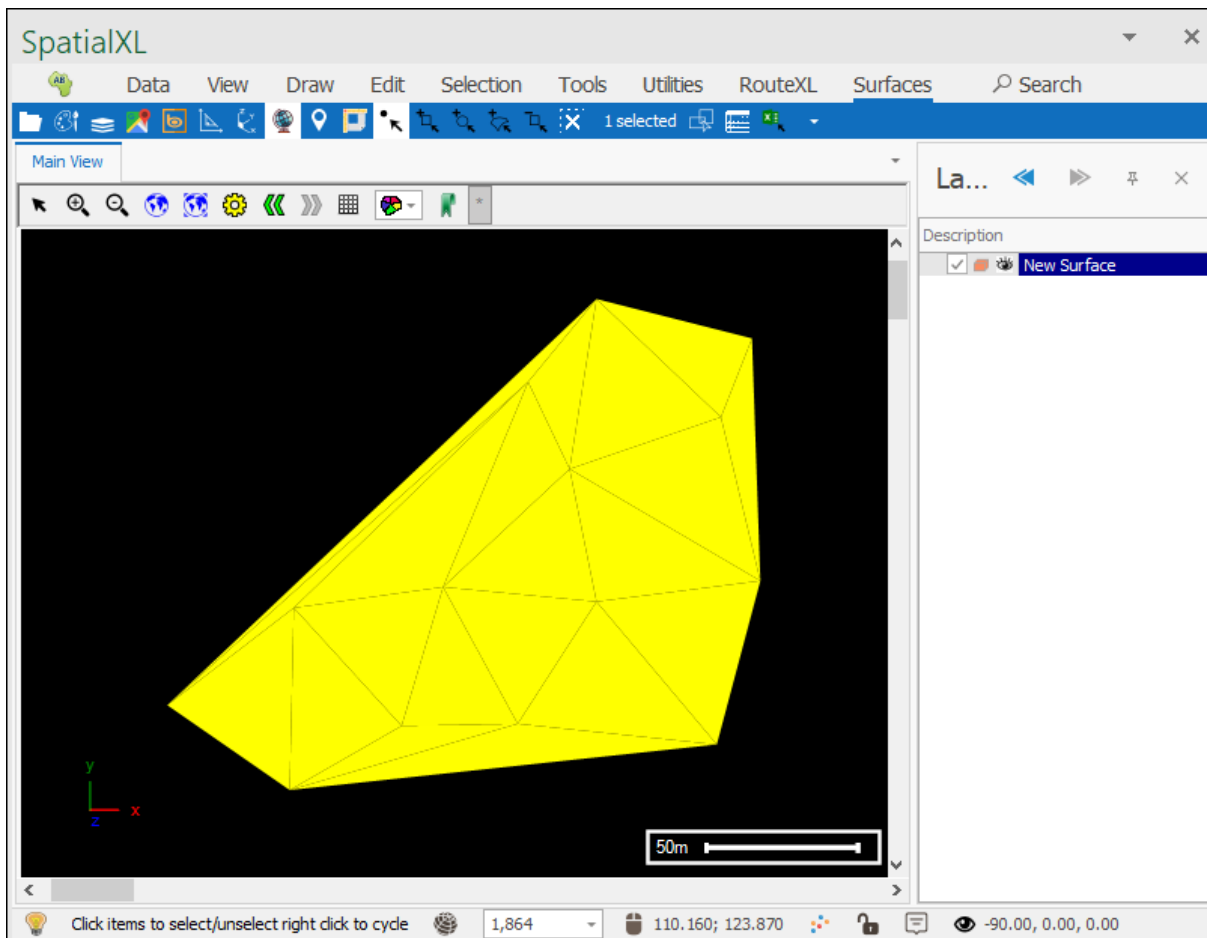 SpatialXL
AB Data View Draw Edit Selection Tools Utilities RouteXL Surfaces Search
1 selected
Main View
La...
*
Description
New Surface
y
x
z
50m
Click items to select/unselect right click to cycle 1,864 110.160; 123.870 -90.00, 0.00, 0.00